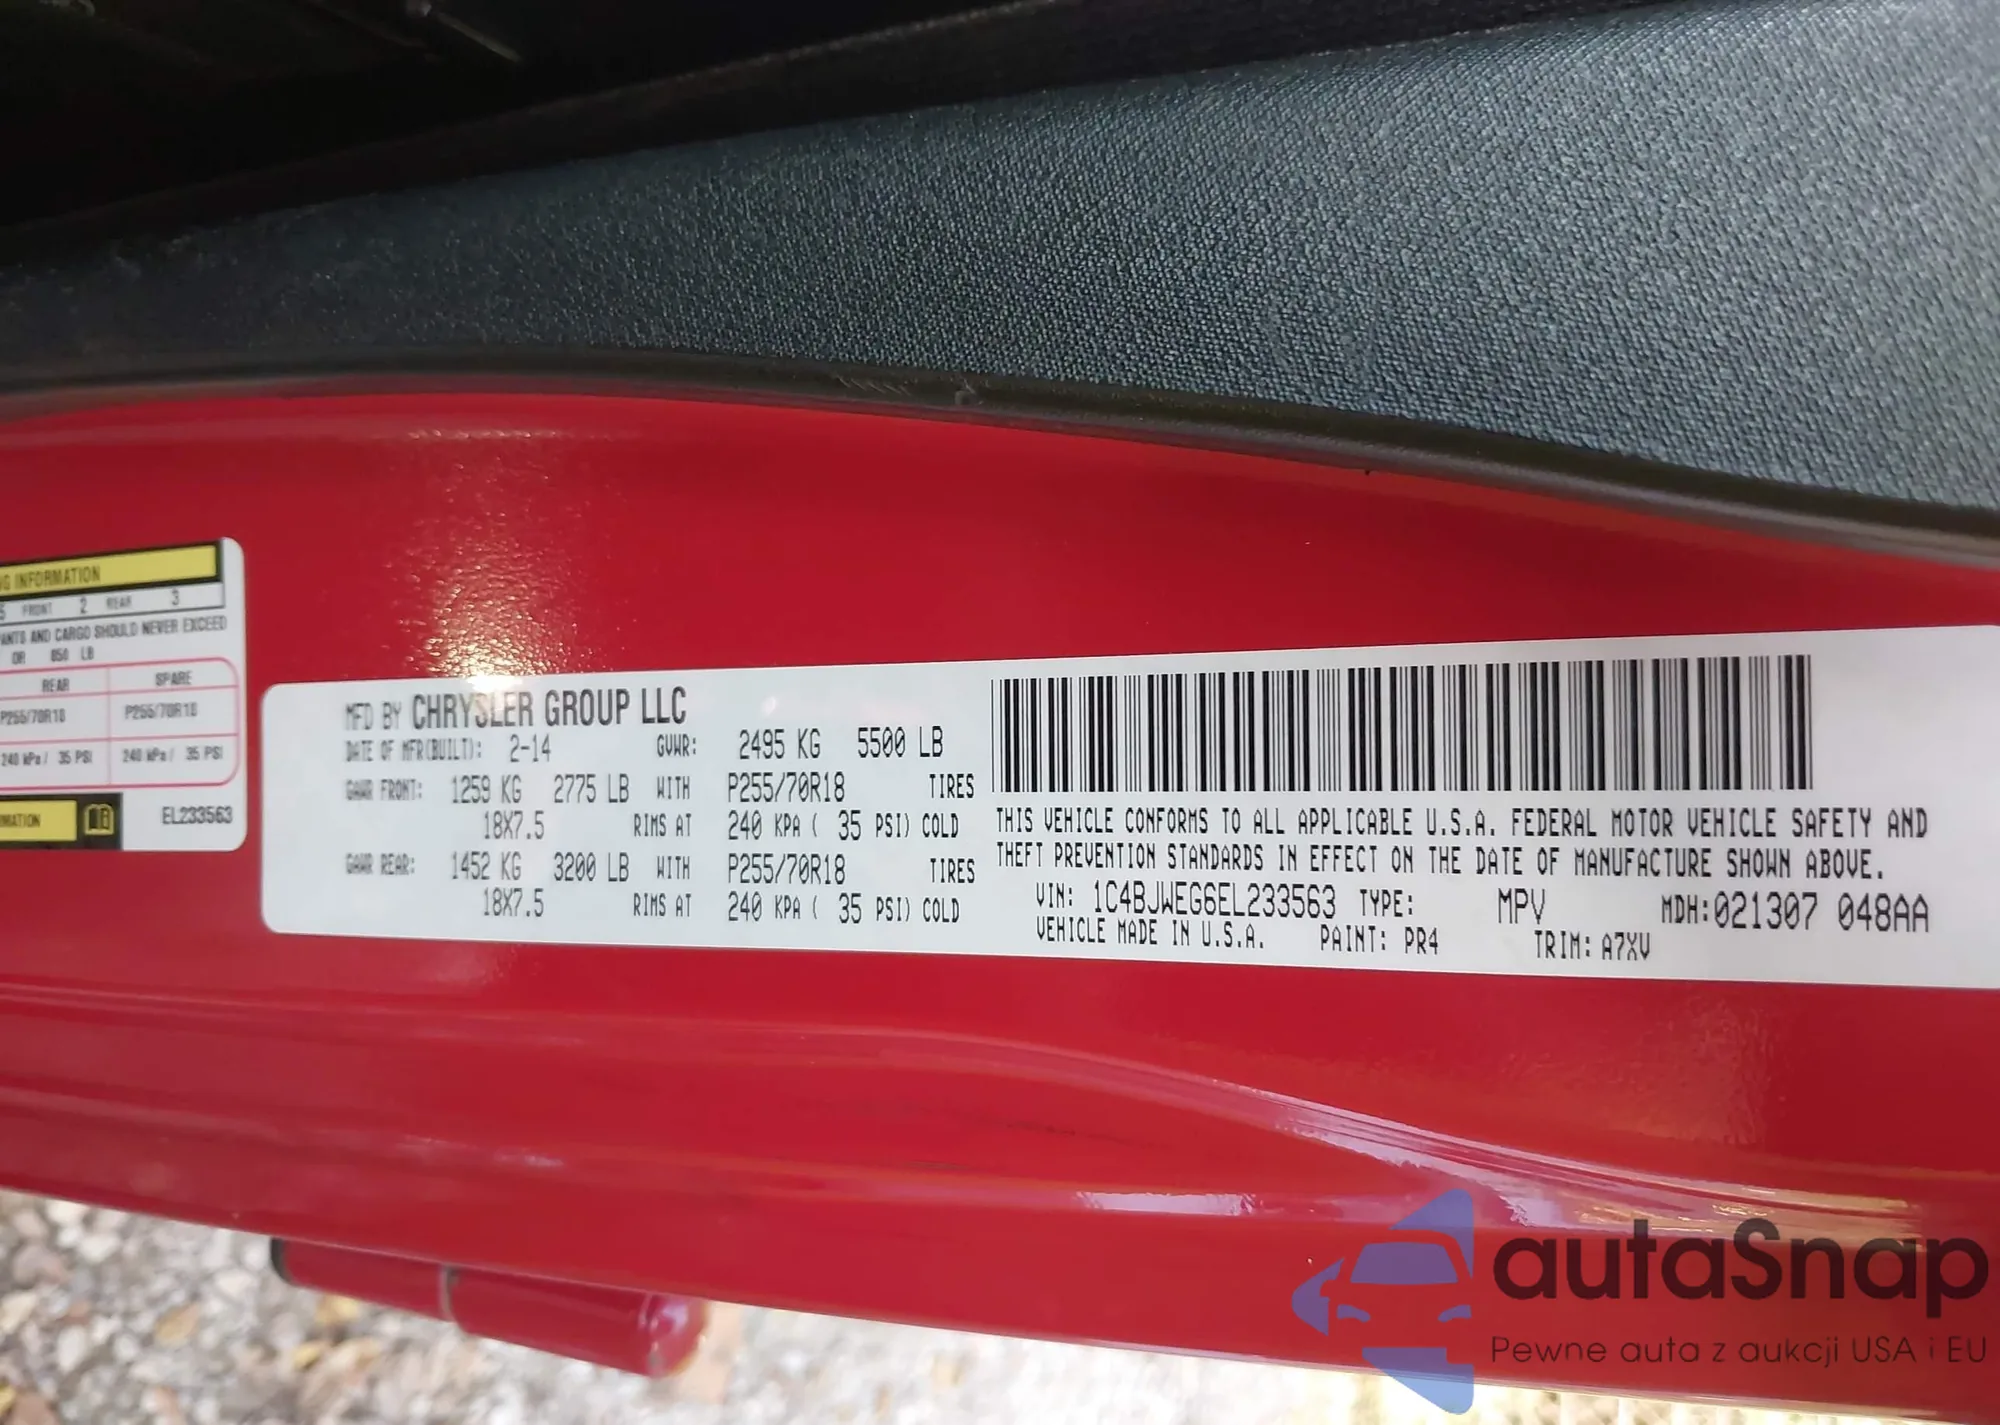 NG INFORMATION
5 FRONT 2 REAR 3
PANTS AND CARGO SHOULD NEVER EXCEED
OR 850 LB
REAR SPARE
P255/70R18 P255/70R18
240 kPa / 35 PSI 240 kPa / 35 PSI
RMATION EL233563
MFD BY CHRYSLER GROUP LLC
DATE OF MFR(BUILT): 2-14 GVWR: 2495 KG 5500 LB
GAWR FRONT: 1259 KG 2775 LB WITH P255/70R18 TIRES
18X7.5 RIMS AT 240 KPA ( 35 PSI) COLD
GAWR REAR: 1452 KG 3200 LB WITH P255/70R18 TIRES
18X7.5 RIMS AT 240 KPA ( 35 PSI) COLD
THIS VEHICLE CONFORMS TO ALL APPLICABLE U.S.A. FEDERAL MOTOR VEHICLE SAFETY AND
THEFT PREVENTION STANDARDS IN EFFECT ON THE DATE OF MANUFACTURE SHOWN ABOVE.
VIN: 1C4BJWEG6EL233563 TYPE: MPV MDH:021307 048AA
VEHICLE MADE IN U.S.A. PAINT: PR4 TRIM: A7XV
autaSnap
Pewne auta z aukcji USA i EU